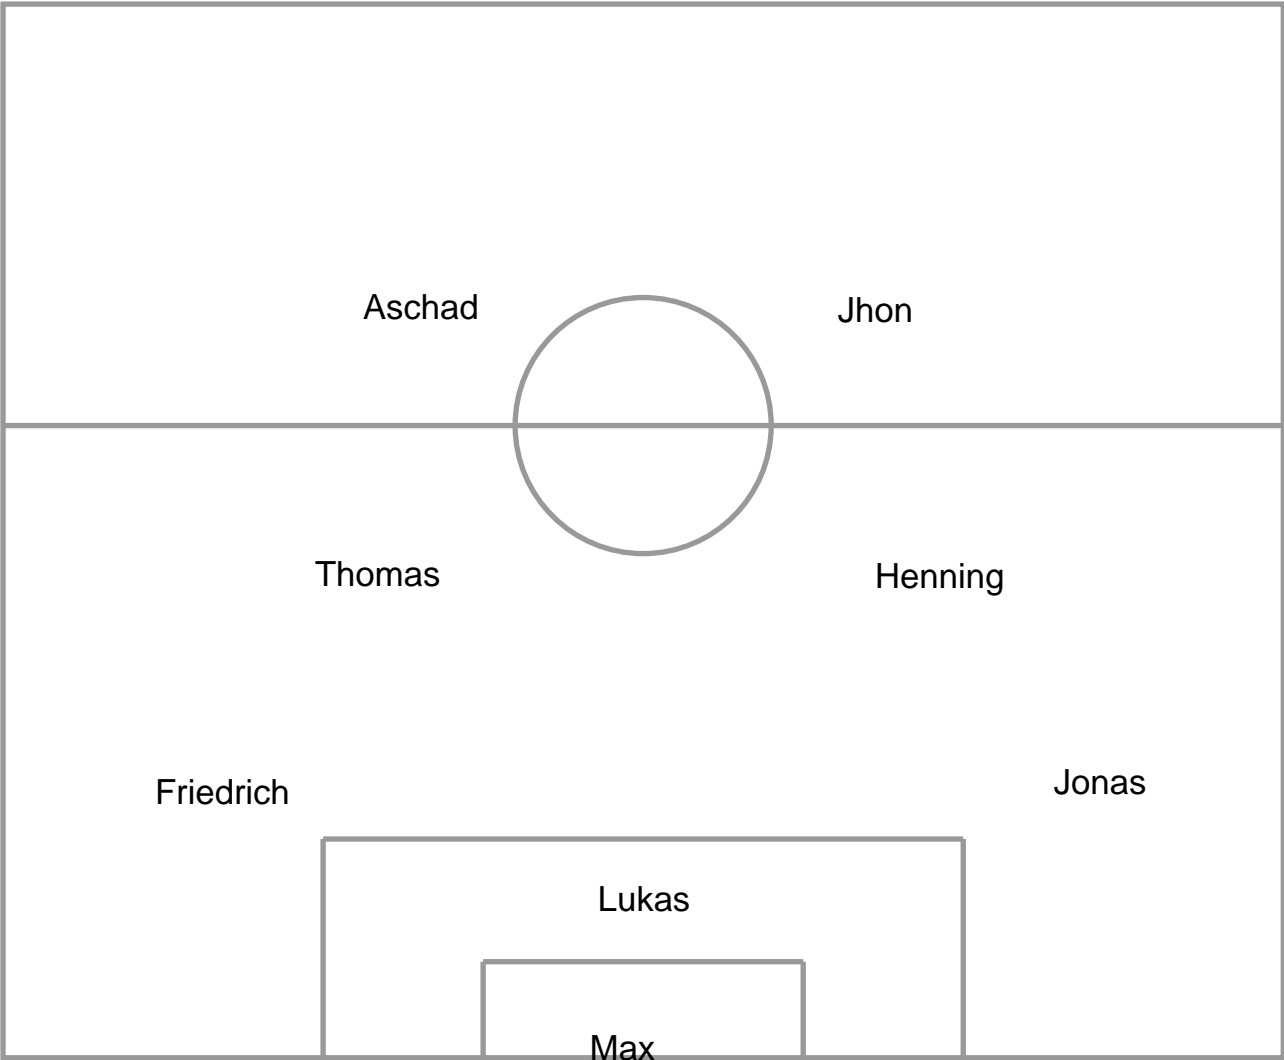 Aschad
Jhon
Thomas
Henning
Friedrich
Jonas
Lukas
Max